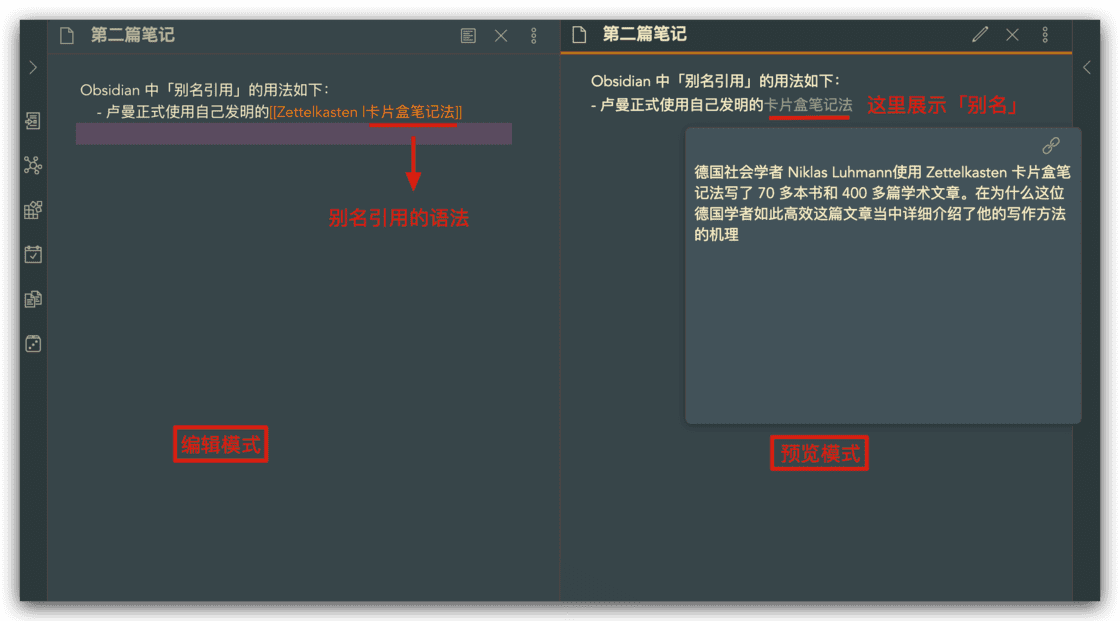 第二篇笔记
Obsidian 中「别名引用」的用法如下：
- 卢曼正式使用自己发明的[[Zettelkasten |卡片盒笔记法]]
别名引用的语法
编辑模式
第二篇笔记
Obsidian 中「别名引用」的用法如下：
- 卢曼正式使用自己发明的卡片盒笔记法
这里展示「别名」
德国社会学者 Niklas Luhmann使用 Zettelkasten 卡片盒笔
记法写了 70 多本书和 400 多篇学术文章。在为什么这位
德国学者如此高效这篇文章当中详细介绍了他的写作方法
的机理
预览模式